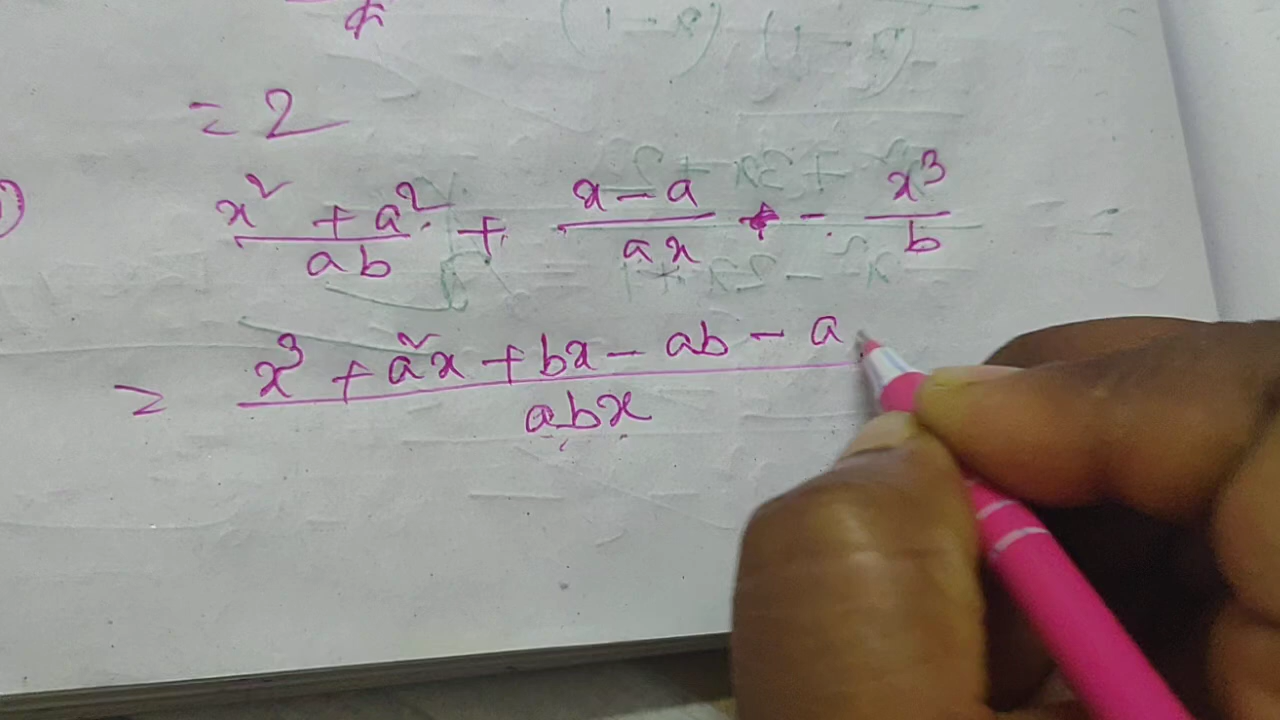 = 2
x² + a² / ab + x - a / ax - x³ / b
= x³ + a²x + bx - ab - a / abx